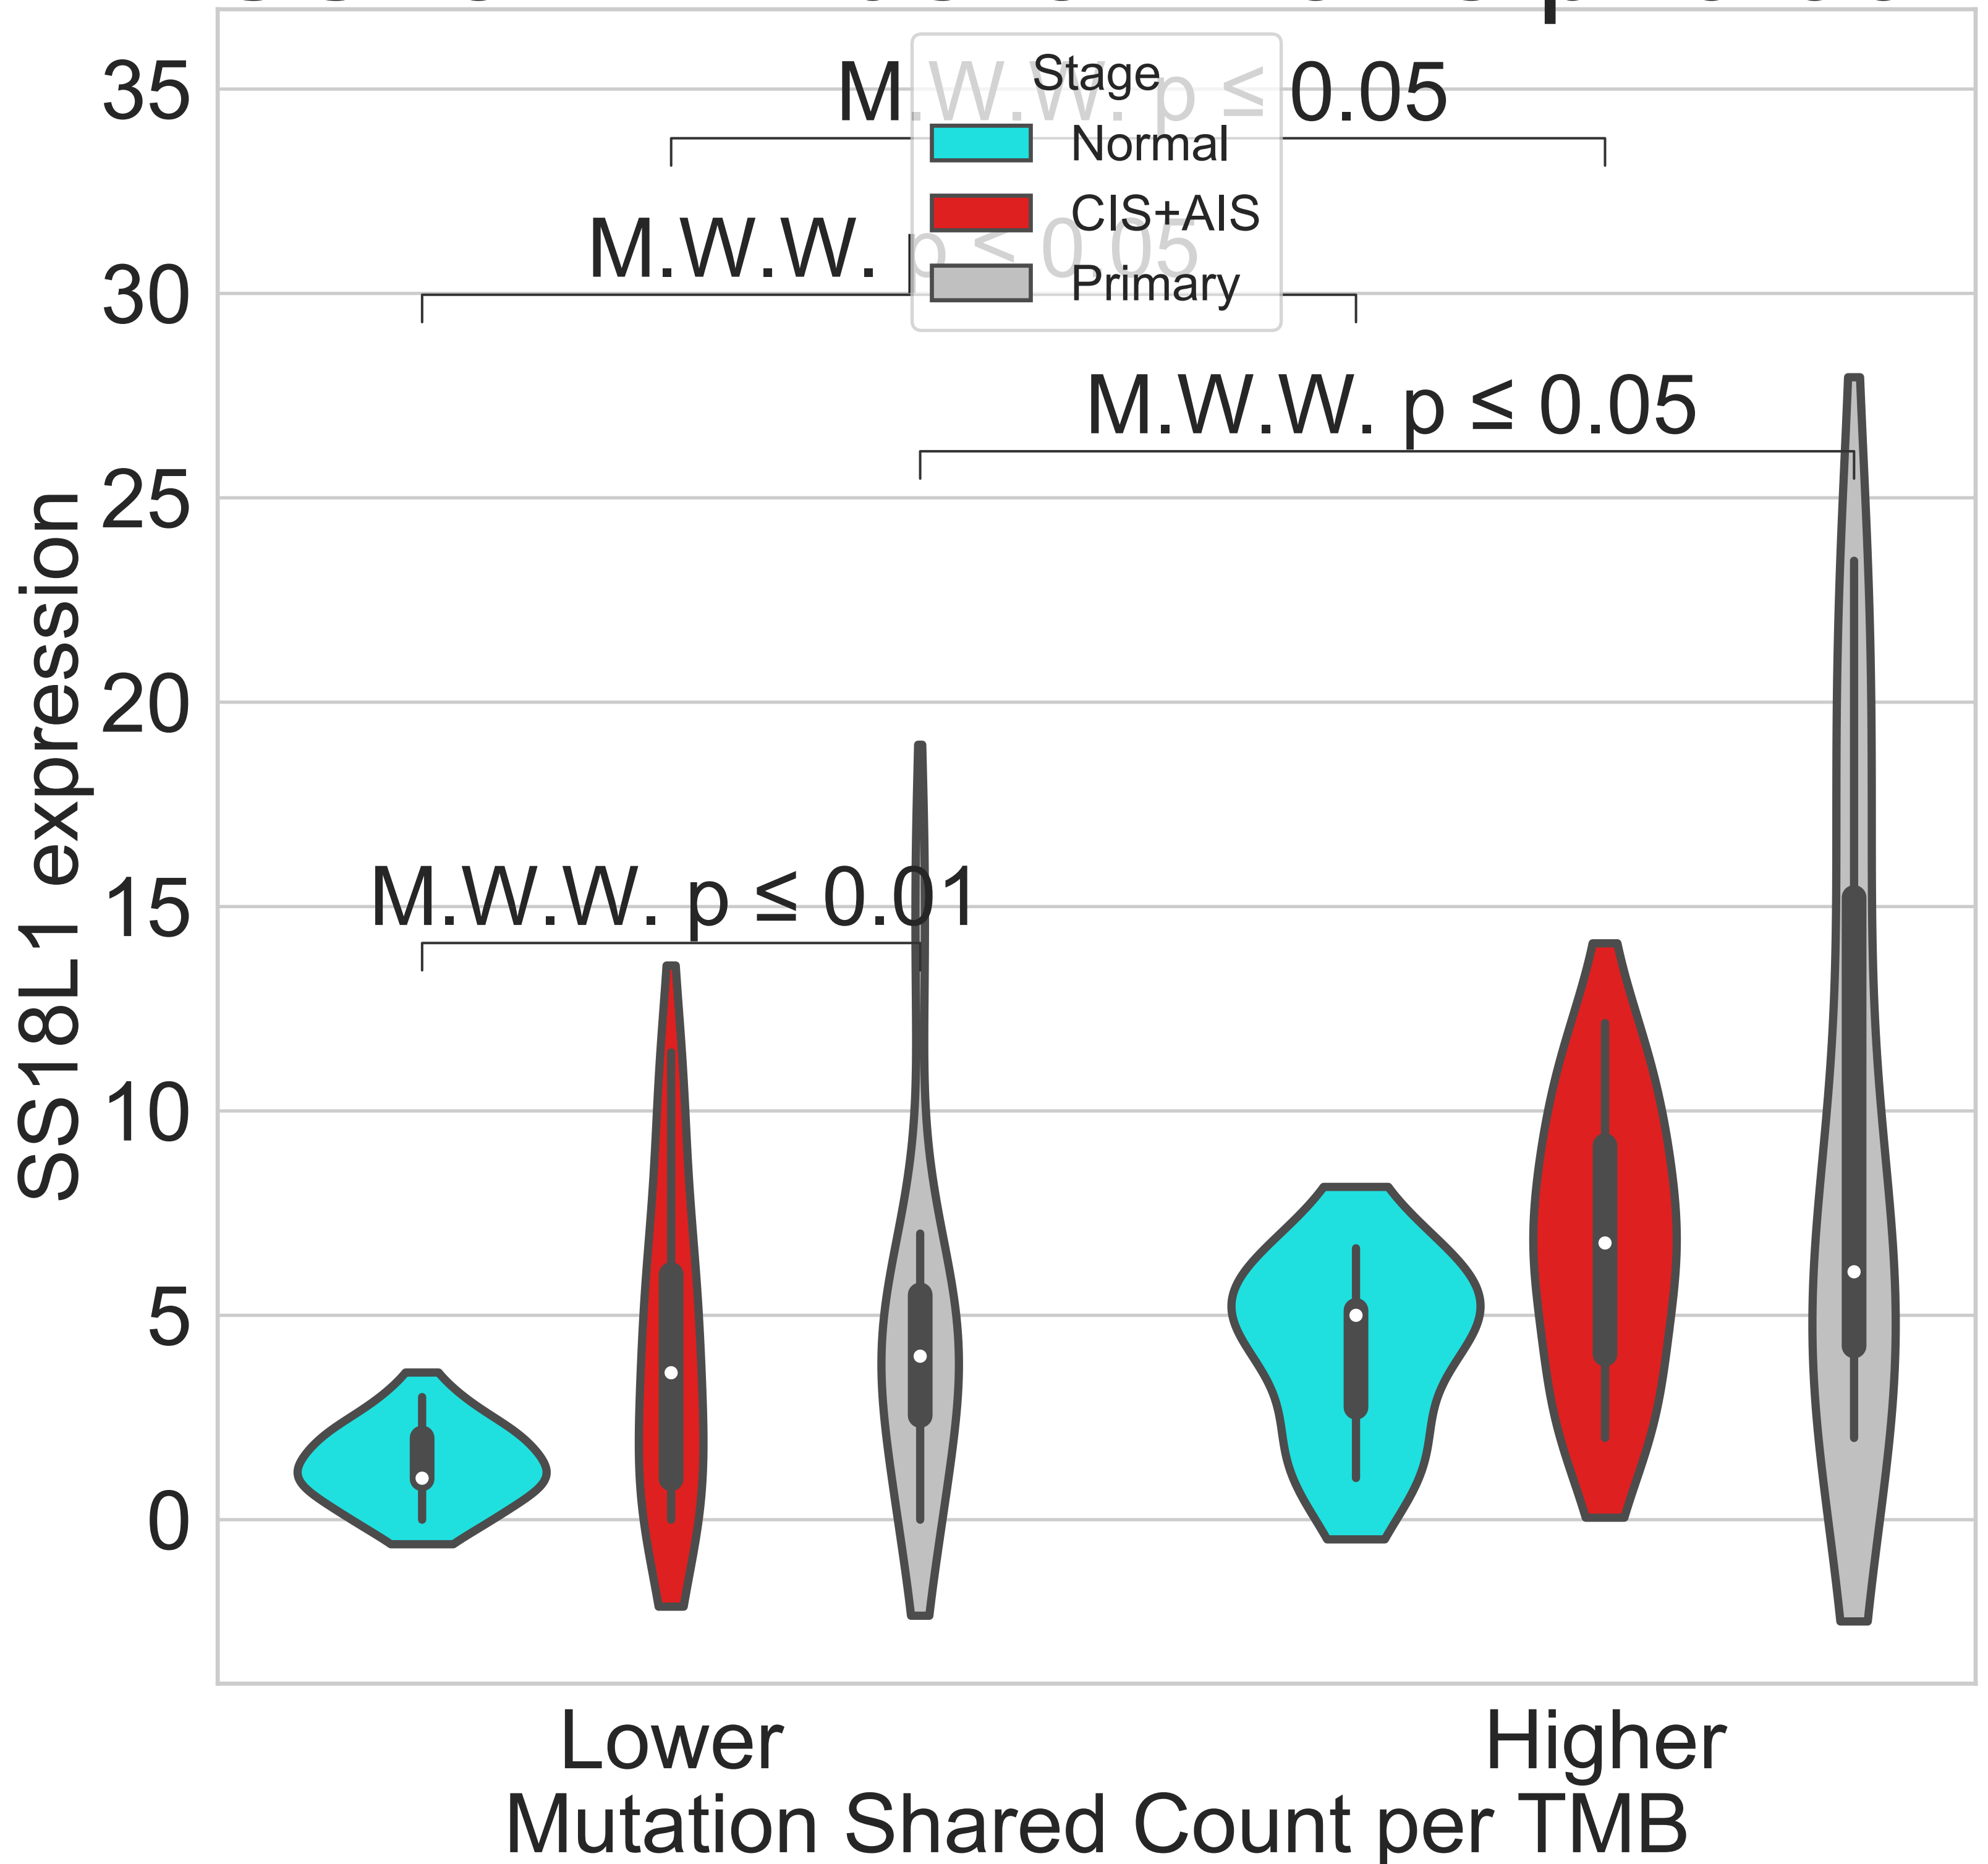 M.W.W. p ≤ 0.05
Stage
Normal
CIS+AIS
Primary
M.W.W. p ≤ 0.05
M.W.W. p ≤ 0.05
M.W.W. p ≤ 0.01
35
30
25
20
15
10
5
0
SS18L1 expression
Lower
Higher
Mutation Shared Count per TMB